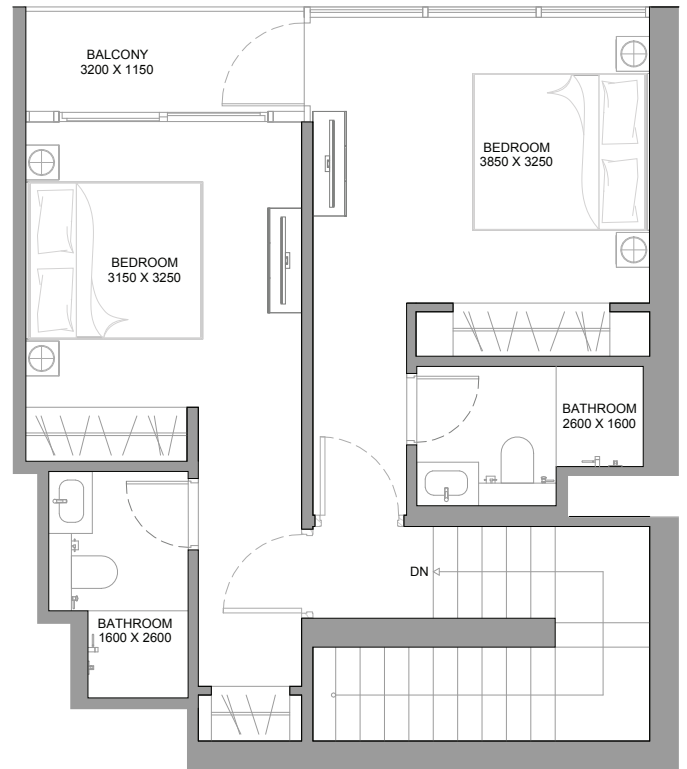 BALCONY
3200 X 1150
BEDROOM
3850 X 3250
BEDROOM
3150 X 3250
BATHROOM
2600 X 1600
DN
BATHROOM
1600 X 2600